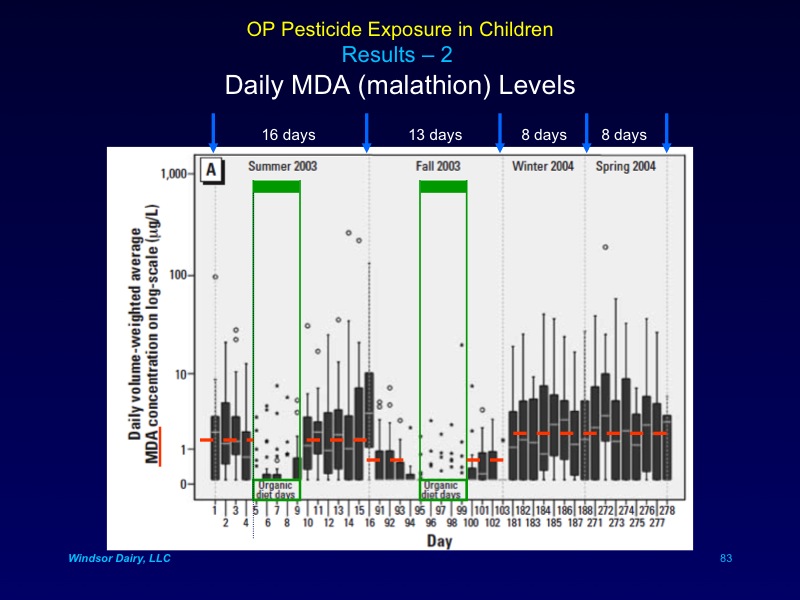 OP Pesticide Exposure in Children
Results – 2
Daily MDA (malathion) Levels
16 days 13 days 8 days 8 days
A Summer 2003 Fall 2003 Winter 2004 Spring 2004
Daily volume-weighted average
MDA concentration on log-scale (µg/L)
1,000
100
10
1
0
Organic Organic
diet days diet days
1 3 5 7 9 11 13 15 91 93 95 97 99 101 103 182 184 186 188 272 274 276 278
2 4 6 8 10 12 14 16 92 94 96 98 100 102 181 183 185 187 271 273 275 277
Day
Windsor Dairy, LLC 83